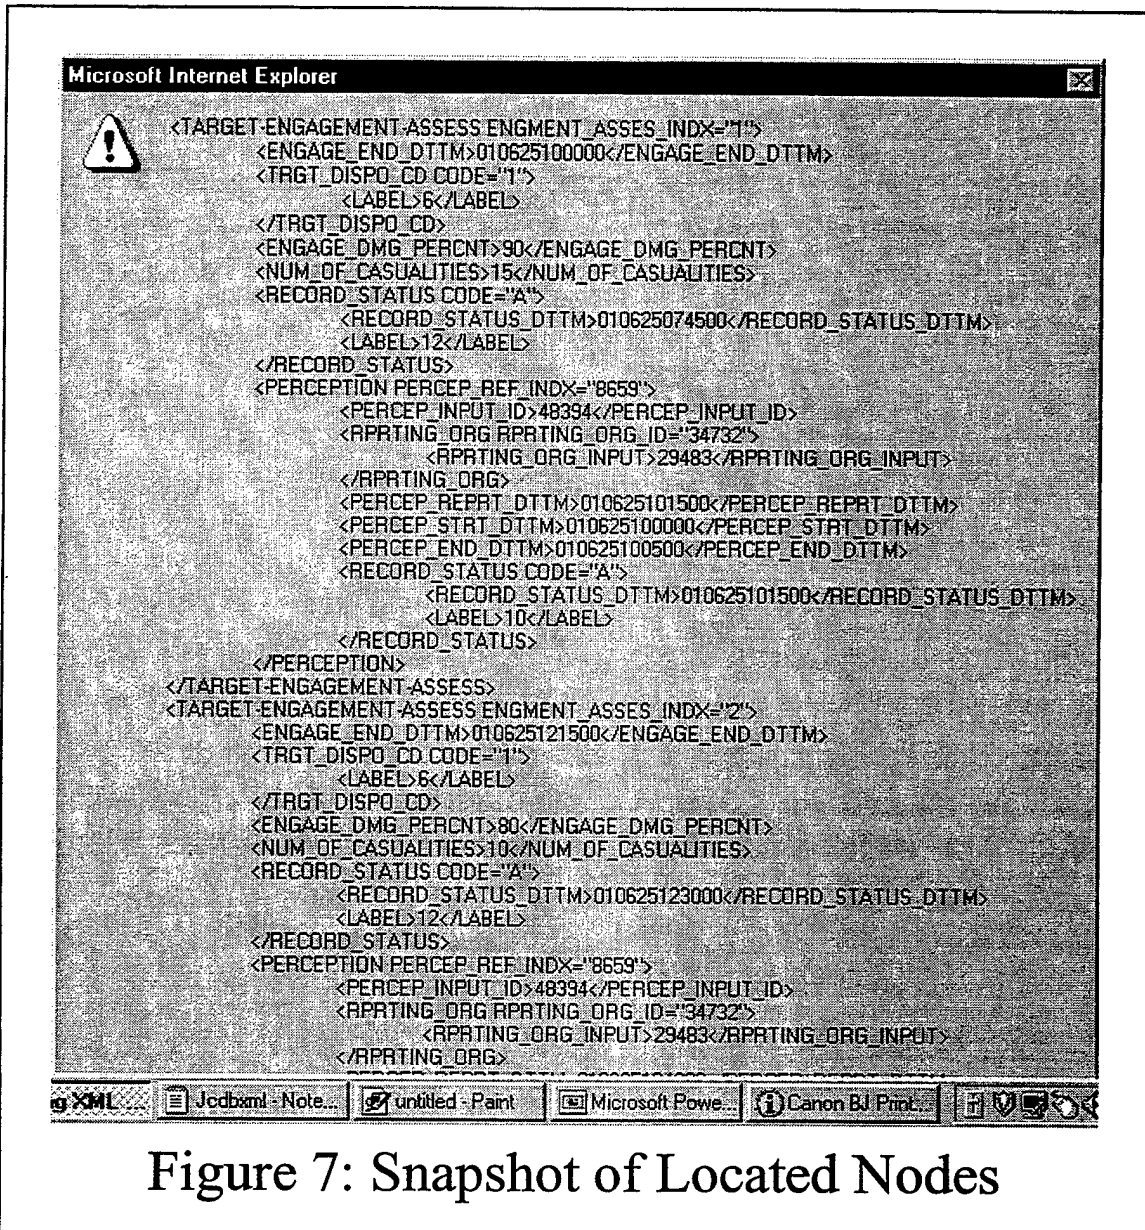 Microsoft Internet Explorer
<TARGET-ENGAGEMENT-ASSESS ENGMENT_ASSES_INDX="1">
<ENGAGE_END_DTTM>010625100000</ENGAGE_END_DTTM>
<TRGT_DISPO_CD CODE="1">
<LABEL>6</LABEL>
</TRGT_DISPO_CD>
<ENGAGE_DMG_PERCNT>90</ENGAGE_DMG_PERCNT>
<NUM_OF_CASUALITIES>15</NUM_OF_CASUALITIES>
<RECORD_STATUS CODE="A">
<RECORD_STATUS_DTTM>010625074500</RECORD_STATUS_DTTM>
<LABEL>12</LABEL>
</RECORD_STATUS>
<PERCEPTION PERCEP_REF_INDX="8659">
<PERCEP_INPUT_ID>48394</PERCEP_INPUT_ID>
<RPRTING_ORG RPRTING_ORG_ID="34732">
<RPRTING_ORG_INPUT>29483</RPRTING_ORG_INPUT>
</RPRTING_ORG>
<PERCEP_REPRT_DTTM>010625101500</PERCEP_REPRT_DTTM>
<PERCEP_STRT_DTTM>010625100000</PERCEP_STRT_DTTM>
<PERCEP_END_DTTM>010625100500</PERCEP_END_DTTM>
<RECORD_STATUS CODE="A">
<RECORD_STATUS_DTTM>010625101500</RECORD_STATUS_DTTM>
<LABEL>10</LABEL>
</RECORD_STATUS>
</PERCEPTION>
</TARGET-ENGAGEMENT-ASSESS>
<TARGET-ENGAGEMENT-ASSESS ENGMENT_ASSES_INDX="2">
<ENGAGE_END_DTTM>010625121500</ENGAGE_END_DTTM>
<TRGT_DISPO_CD CODE="1">
<LABEL>6</LABEL>
</TRGT_DISPO_CD>
<ENGAGE_DMG_PERCNT>80</ENGAGE_DMG_PERCNT>
<NUM_OF_CASUALITIES>10</NUM_OF_CASUALITIES>
<RECORD_STATUS CODE="A">
<RECORD_STATUS_DTTM>010625123000</RECORD_STATUS_DTTM>
<LABEL>12</LABEL>
</RECORD_STATUS>
<PERCEPTION PERCEP_REF_INDX="8659">
<PERCEP_INPUT_ID>48394</PERCEP_INPUT_ID>
<RPRTING_ORG RPRTING_ORG_ID="34732">
<RPRTING_ORG_INPUT>29483</RPRTING_ORG_INPUT>
</RPRTING_ORG>
g XML... Jcdbxml - Note... untitled - Paint Microsoft Powe... Canon BJ Print...
Figure 7: Snapshot of Located Nodes